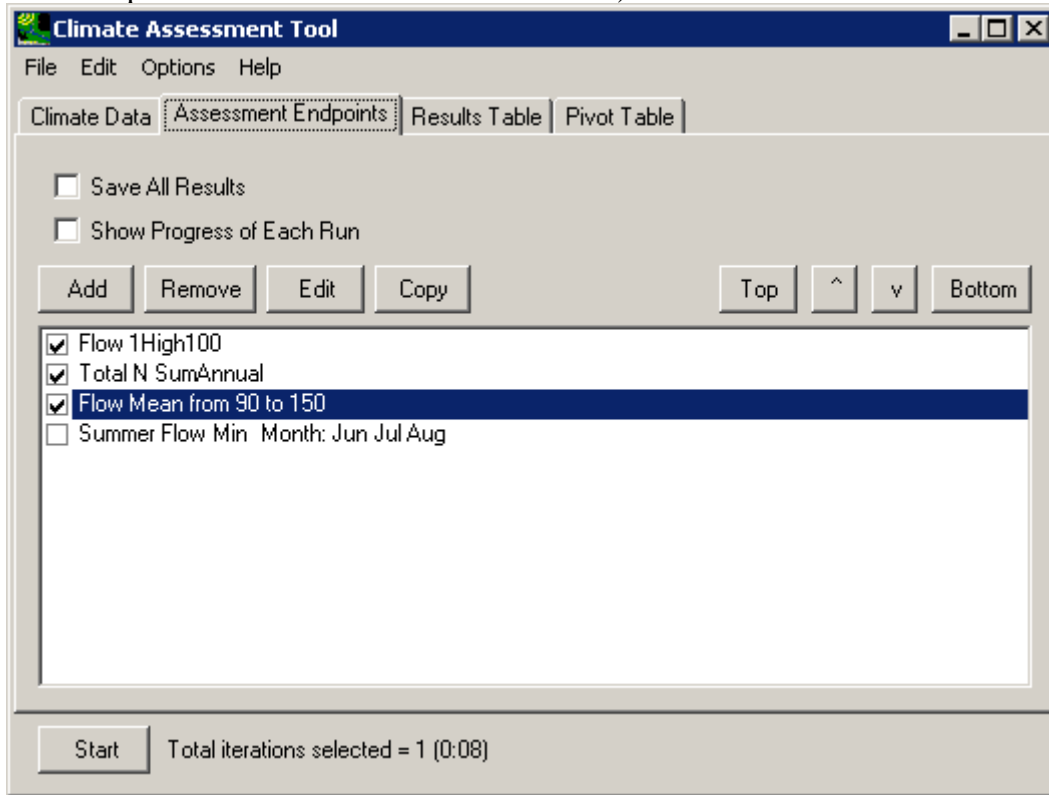 Climate Assessment Tool
File Edit Options Help
Climate Data Assessment Endpoints Results Table Pivot Table
Save All Results
Show Progress of Each Run
Add Remove Edit Copy Top ^ v Bottom
Flow 1High100
Total N SumAnnual
Flow Mean from 90 to 150
Summer Flow Min Month: Jun Jul Aug
Start Total iterations selected = 1 (0:08)